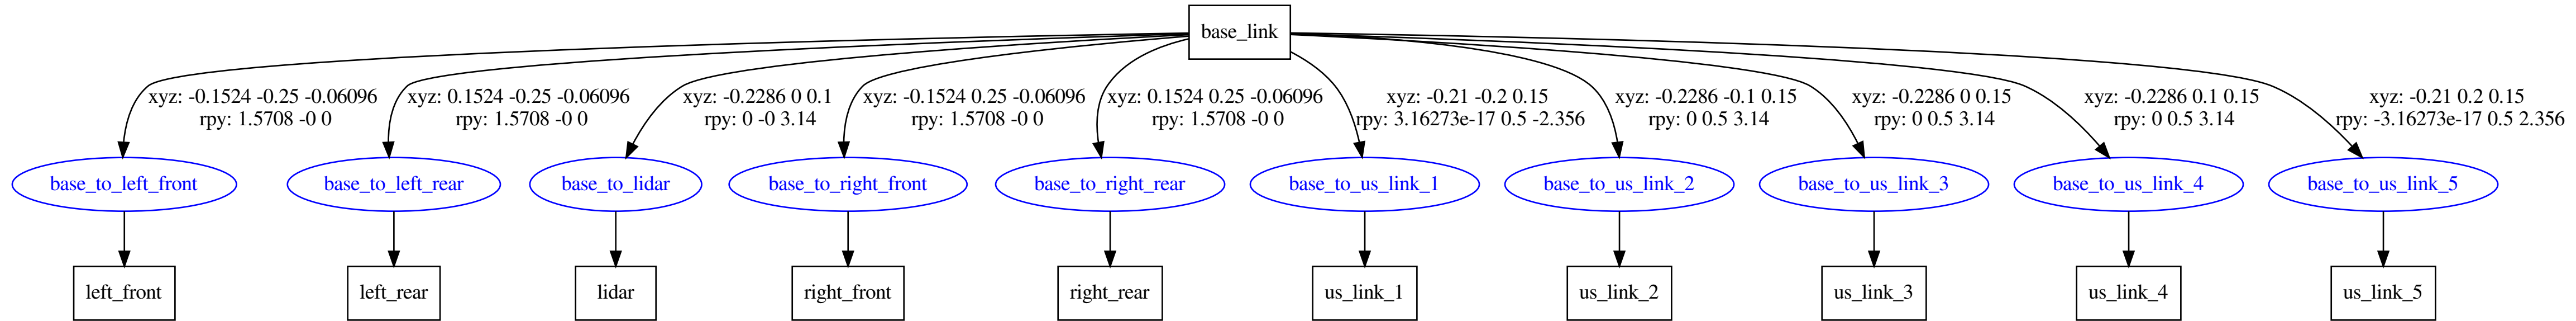 base_link
xyz: -0.1524 -0.25 -0.06096
rpy: 1.5708 -0 0
xyz: 0.1524 -0.25 -0.06096
rpy: 1.5708 -0 0
xyz: -0.2286 0 0.1
rpy: 0 -0 3.14
xyz: -0.1524 0.25 -0.06096
rpy: 1.5708 -0 0
xyz: 0.1524 0.25 -0.06096
rpy: 1.5708 -0 0
xyz: -0.21 -0.2 0.15
rpy: 3.16273e-17 0.5 -2.356
xyz: -0.2286 -0.1 0.15
rpy: 0 0.5 3.14
xyz: -0.2286 0 0.15
rpy: 0 0.5 3.14
xyz: -0.2286 0.1 0.15
rpy: 0 0.5 3.14
xyz: -0.21 0.2 0.15
rpy: -3.16273e-17 0.5 2.356
base_to_left_front
base_to_left_rear
base_to_lidar
base_to_right_front
base_to_right_rear
base_to_us_link_1
base_to_us_link_2
base_to_us_link_3
base_to_us_link_4
base_to_us_link_5
left_front
left_rear
lidar
right_front
right_rear
us_link_1
us_link_2
us_link_3
us_link_4
us_link_5